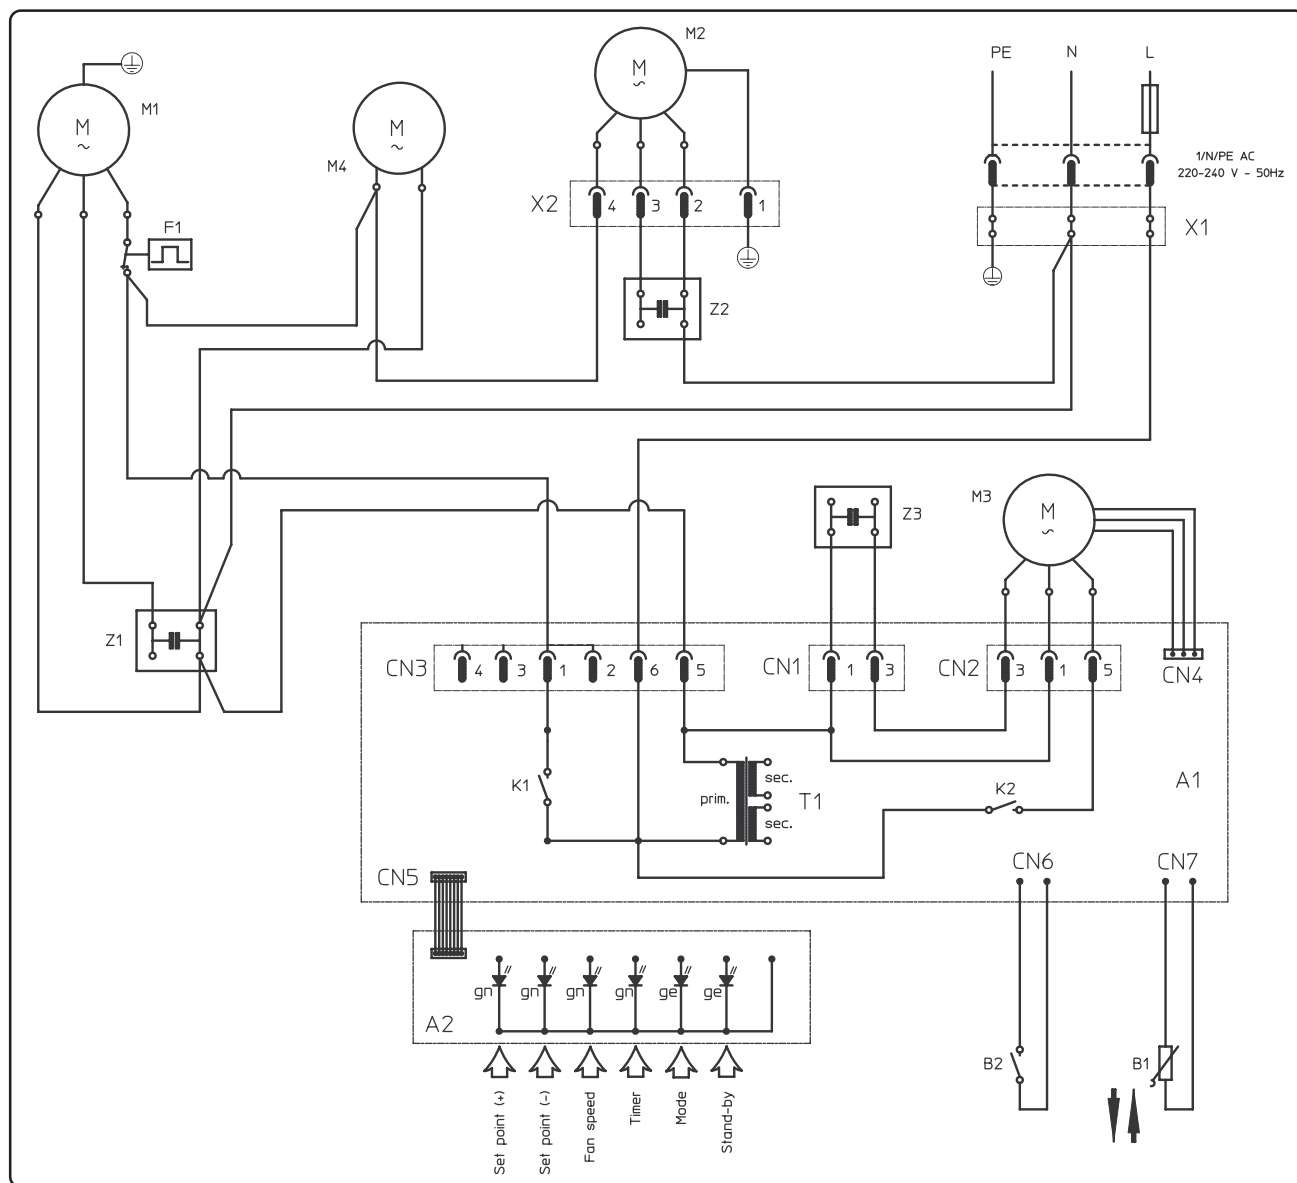 M2
PE N L
M
~
M1
M
~
M4
M
~
1/N/PE AC
220-240 V - 50Hz
X2
4 3 2 1
X1
F1
Z2
M3
M
~
Z3
Z1
CN3
4 3 1 2 6 5
CN1
1 3
CN2
3 1 5
CN4
K1
prim.
sec.
sec.
T1
K2
A1
CN5
CN6
CN7
gn gn gn gn ge ge
A2
B2
B1
Set point (+)
Set point (-)
Fan speed
Timer
Mode
Stand-by